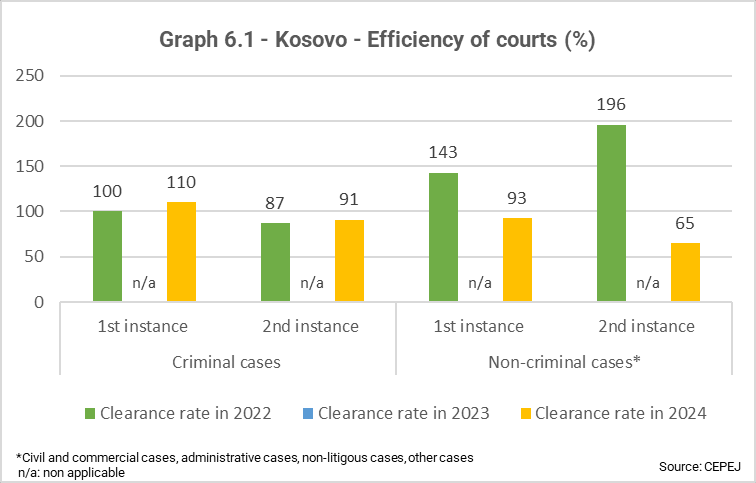 Graph 6.1 - Kosovo - Efficiency of courts (%)
250
200
150
100
50
0
100
n/a
110
87
n/a
91
143
n/a
93
196
n/a
65
1st instance
2nd instance
1st instance
2nd instance
Criminal cases
Non-criminal cases*
Clearance rate in 2022
Clearance rate in 2023
Clearance rate in 2024
*Civil and commercial cases, administrative cases, non-litigous cases, other cases
n/a: non applicable
Source: CEPEJ